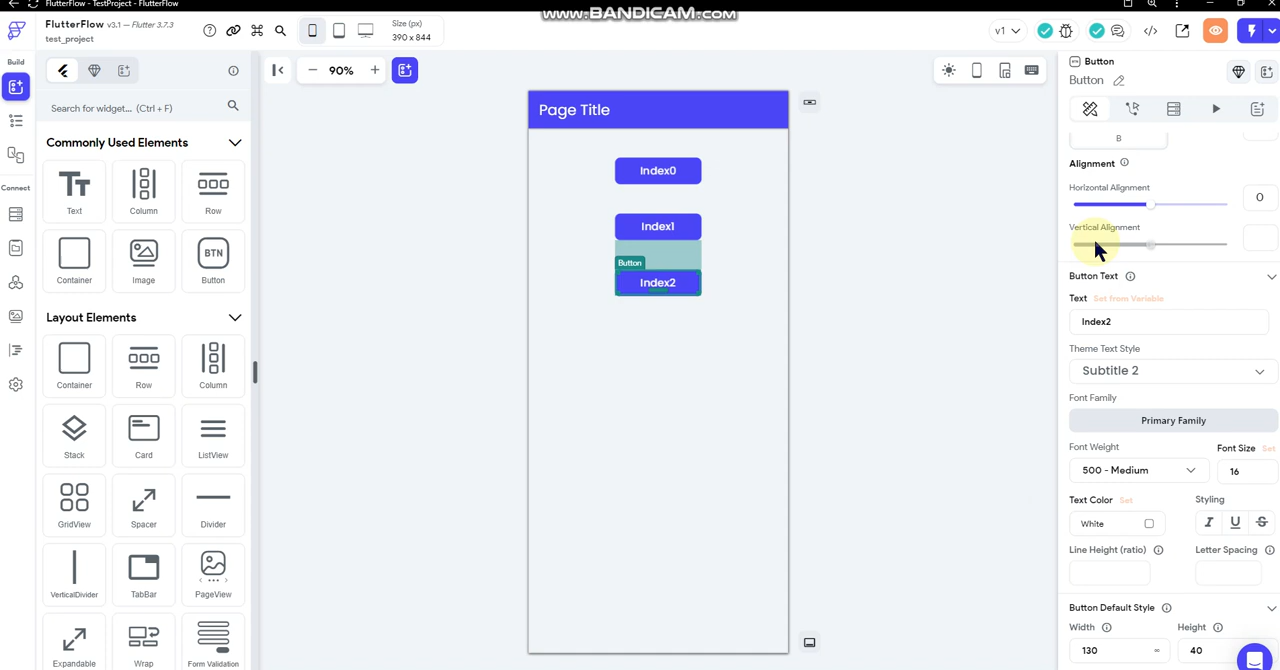 FlutterFlow - TestProject - FlutterFlow
www.BANDICAM.com
FlutterFlow v3.1 - Flutter 3.7.3
test_project
Size (px)
390 x 844
v1
Build
Connect
90%
Search for widget... (Ctrl + F)
Commonly Used Elements
Text
Column
Row
Container
Image
BTN
Button
Layout Elements
Container
Row
Column
Stack
Card
ListView
GridView
Spacer
Divider
VerticalDivider
TabBar
PageView
Expandable
Wrap
Form Validation
Page Title
Index0
Index1
Button
Index2
Button
Button
B
Alignment
Horizontal Alignment
0
Vertical Alignment
Button Text
Text Set from Variable
Index2
Theme Text Style
Subtitle 2
Font Family
Primary Family
Font Weight
Font Size Set
500 - Medium
16
Text Color Set
Styling
White
I U S
Line Height (ratio)
Letter Spacing
Button Default Style
Width
Height
130 ∞
40